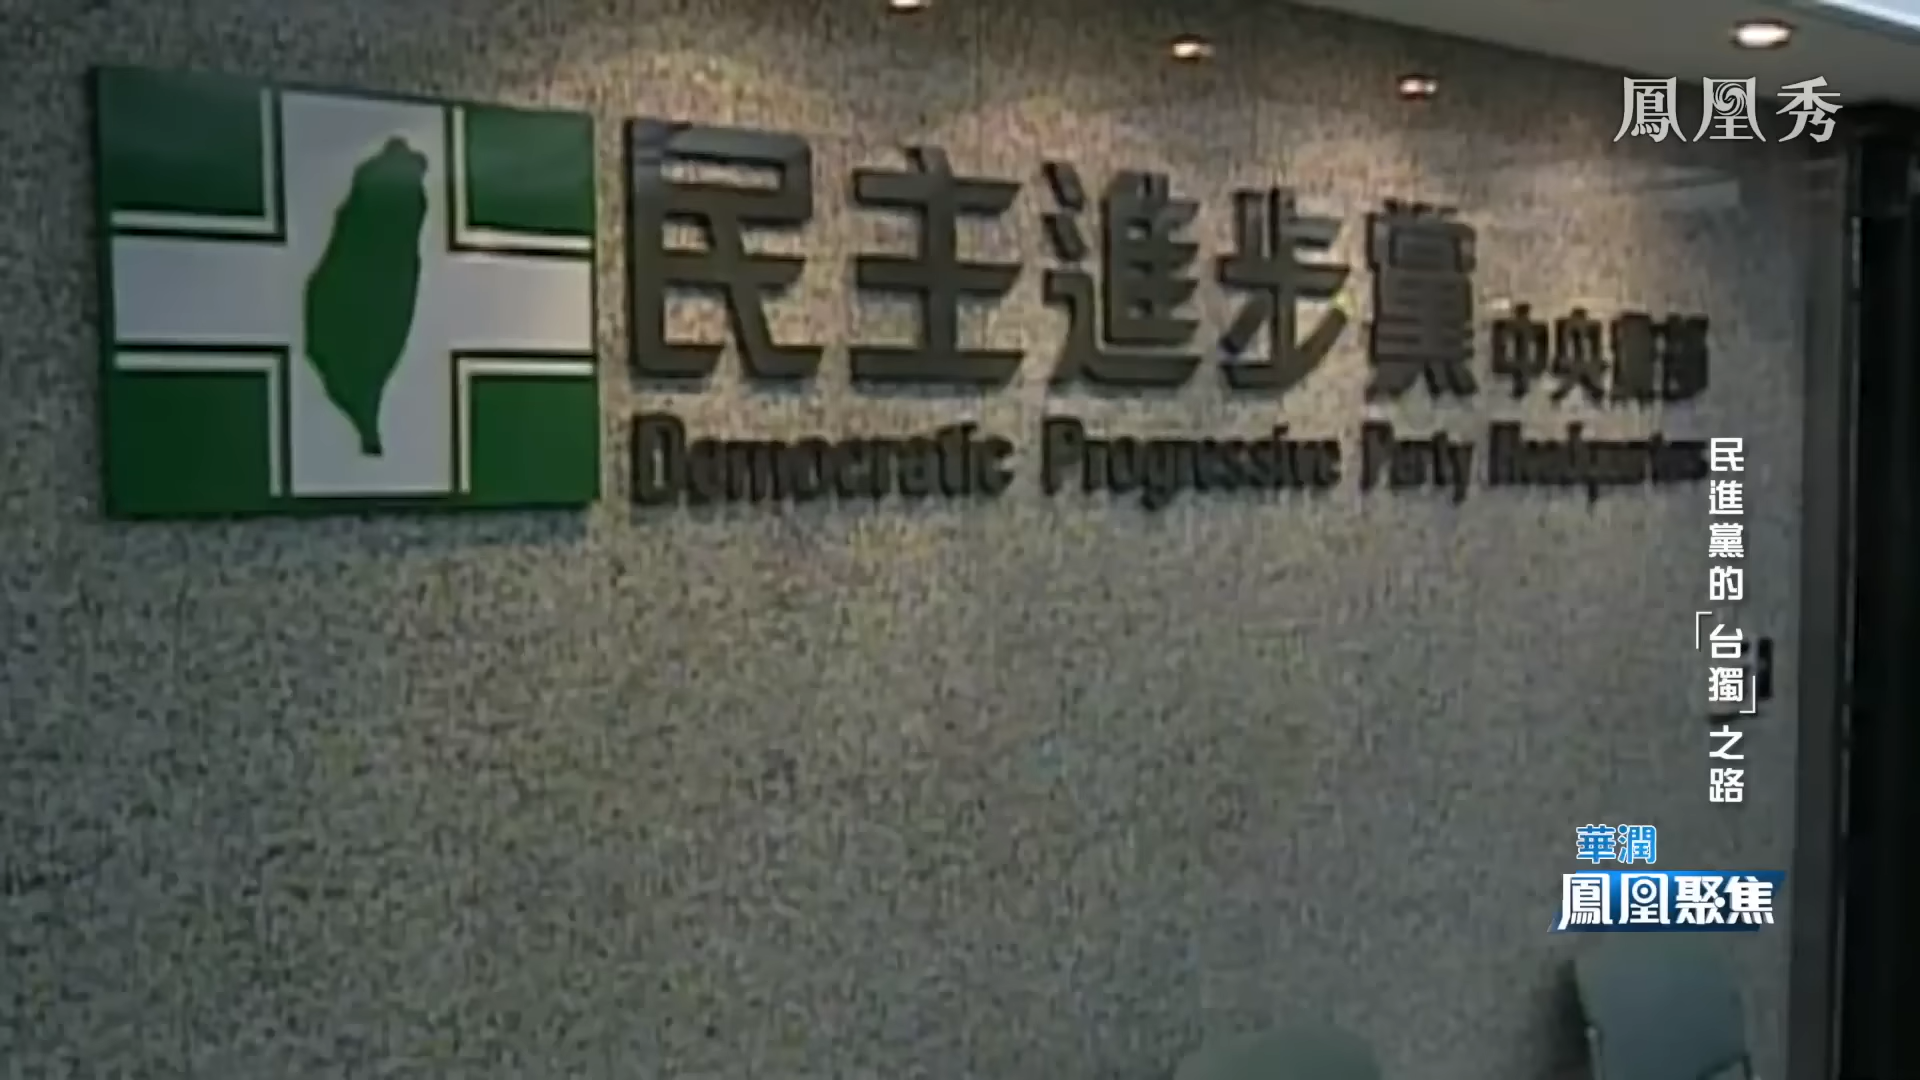 鳳凰秀
民主進步黨 中央黨部
Democratic Progressive Party Headquarters
民進黨的「台獨」之路
華潤
鳳凰聚焦